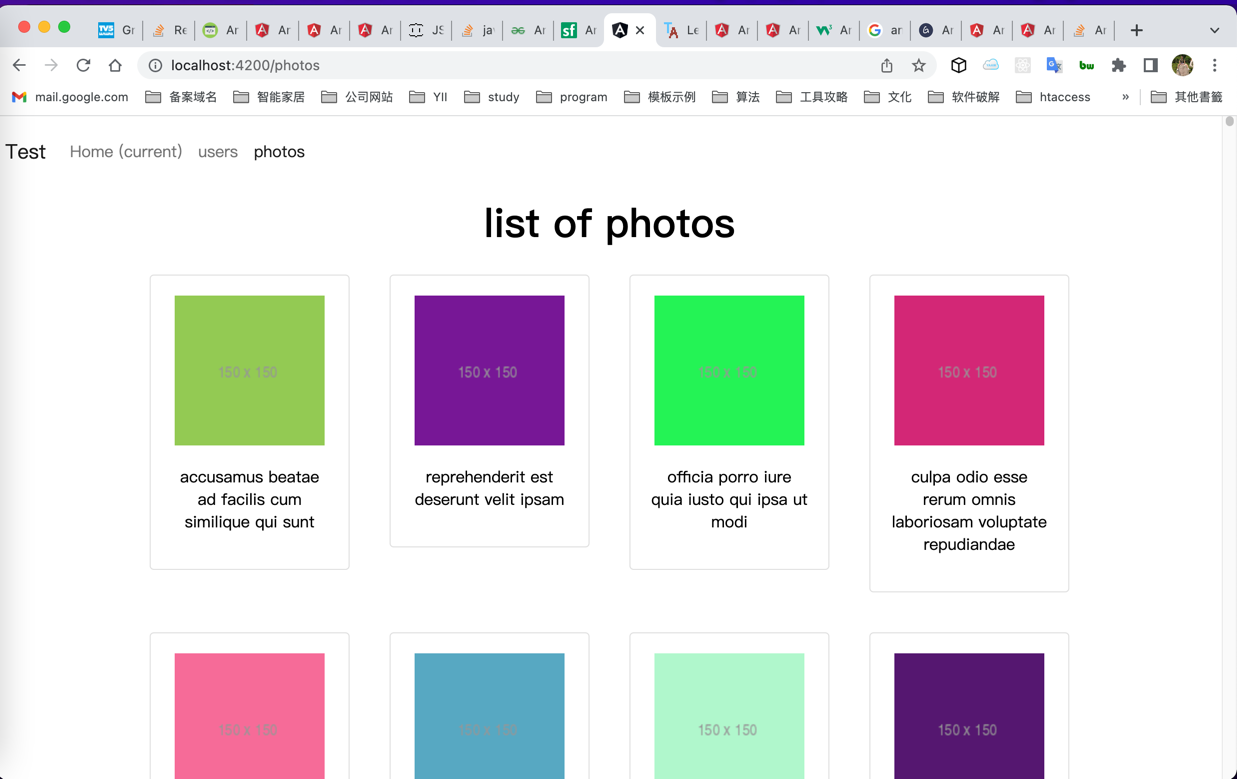 Gr
Re
Ar
Ar
Ar
Ar
JS
ja
Ar
Ar
Le
Ar
Ar
Ar
ar
Ar
Ar
Ar
Ar
localhost:4200/photos
mail.google.com 备案域名 智能家居 公司网站 YII study program 模板示例 算法 工具攻略 文化 软件破解 htaccess » 其他書籤
Test Home (current) users photos
list of photos
150 x 150 150 x 150 150 x 150 150 x 150
accusamus beatae
ad facilis cum
similique qui sunt
reprehenderit est
deserunt velit ipsam
officia porro iure
quia iusto qui ipsa ut
modi
culpa odio esse
rerum omnis
laboriosam voluptate
repudiandae
150 x 150 150 x 150 150 x 150 150 x 150